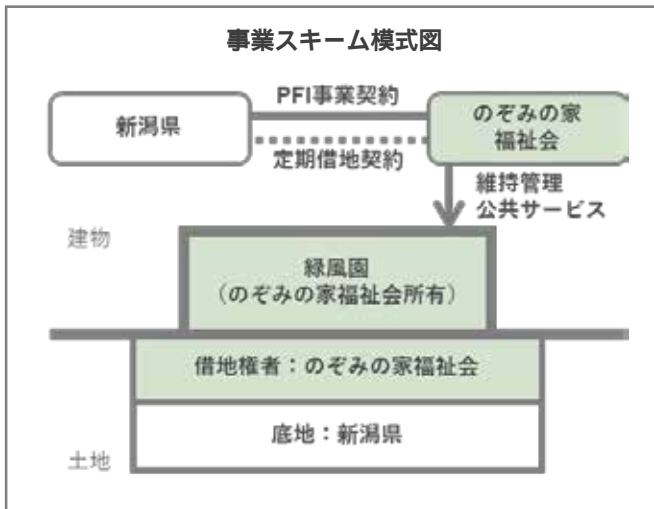 事業スキーム模式図
PFI事業契約
新潟県
のぞみの家
福祉会
定期借地契約
維持管理
公共サービス
建物
緑風園
（のぞみの家福祉会所有）
借地権者：のぞみの家福祉会
底地：新潟県
土地